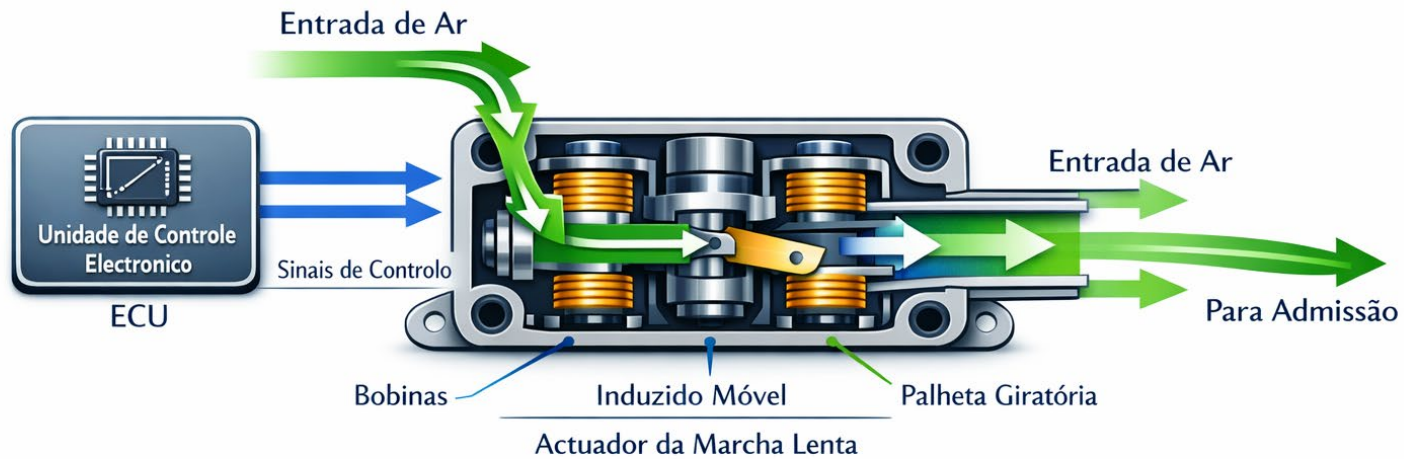 Entrada de Ar
Unidade de Controle
Electronico
ECU
Sinais de Controlo
Entrada de Ar
Para Admissão
Bobinas
Induzido Móvel
Palheta Giratória
Actuador da Marcha Lenta